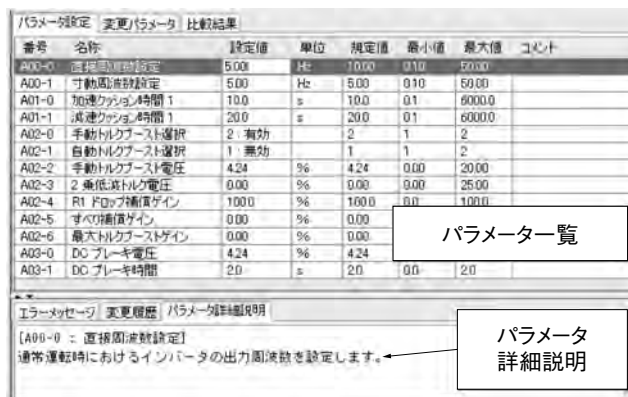 パラメータ設定 変更パラメータ 比較結果
番号 名称 設定値 単位 規定値 最小値 最大値 コメント
A00-0 直接周波数設定 5.00 Hz 10.00 0.10 50.00
A00-1 寸動周波数設定 5.00 Hz 5.00 0.10 50.00
A01-0 加速クッション時間 1 10.0 s 10.0 0.1 6000.0
A01-1 減速クッション時間 1 20.0 s 20.0 0.1 6000.0
A02-0 手動トルクブースト選択 2 : 有効 2 1 2
A02-1 自動トルクブースト選択 1 : 無効 1 1 2
A02-2 手動トルクブースト電圧 4.24 % 4.24 0.00 20.00
A02-3 2 乗低減トルク電圧 0.00 % 0.00 0.00 25.00
A02-4 R1 ドロップ補償ゲイン 100.0 % 100.0 0.0 100.0
A02-5 すべり補償ゲイン 0.00 % 0.00
A02-6 最大トルクブーストゲイン 0.00 % 0.00
A03-0 DC ブレーキ電圧 4.24 % 4.24
A03-1 DC ブレーキ時間 2.0 s 2.0 0.0 2.0
パラメータ一覧
エラーメッセージ 変更履歴 パラメータ詳細説明
[A00-0 : 直接周波数設定]
通常運転時におけるインバータの出力周波数を設定します。
パラメータ
詳細説明